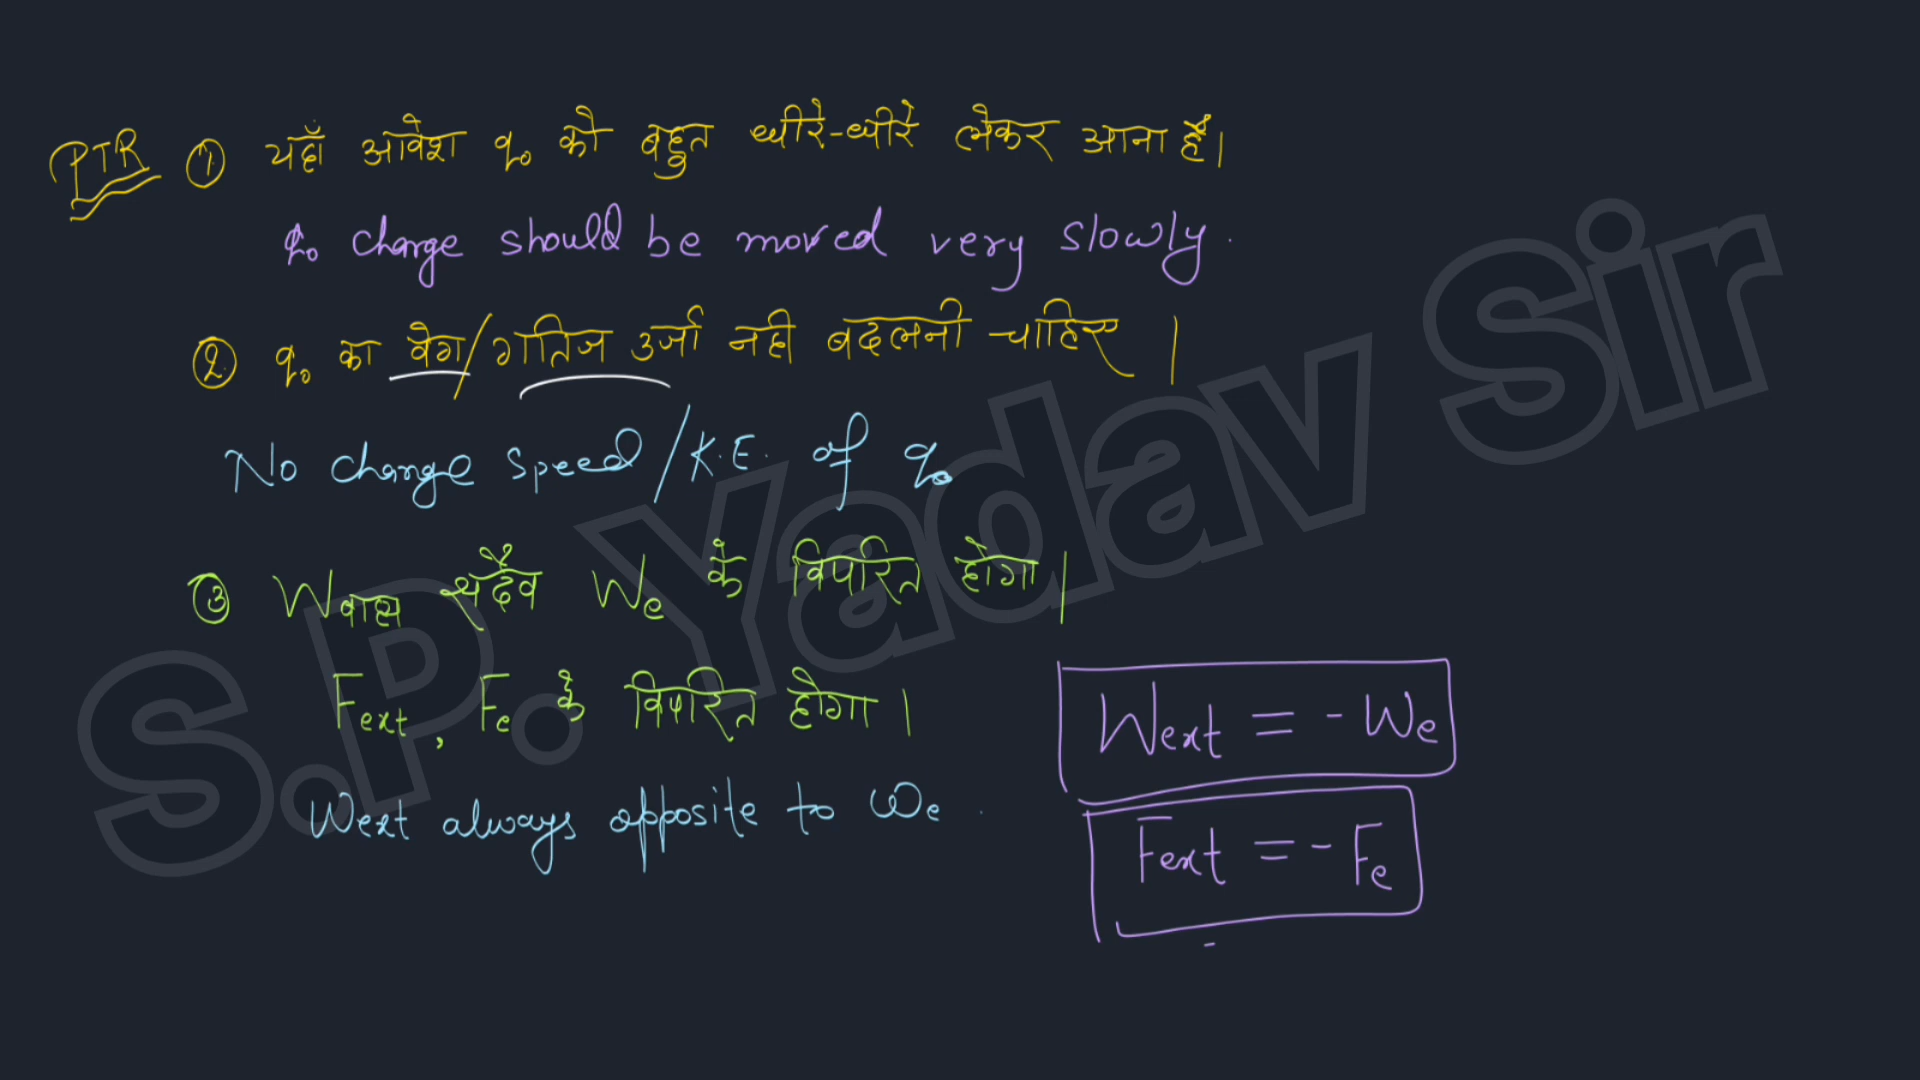 PTR ① यहाँ आवेश q₀ को बहुत धीरे-धीरे लेकर आना है।
q₀ charge should be moved very slowly.
② q₀ का वेग/गतिज उर्जा नही बदलनी चाहिए।
No change speed/K.E. of q₀
③ Wबाह्य सदैव We के विपरित होगा।
Fext, Fe के विपरित होगा।
Wext = - We
Wext always opposite to We.
Fext = - Fe
S.P. Yadav Sir